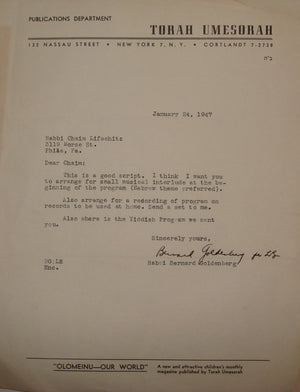 PUBLICATIONS DEPARTMENT
TORAH UMESORAH
132 NASSAU STREET • NEW YORK 7, N. Y. • CORTLANDT 7-2738
ב"ה
January 24, 1947
Rabbi Chaim Lifschitz
3119 Morse St.
Phila, Pa.
Dear Chaim:
This is a good script. I think I want you
to arrange for small musical interlude at the be-
ginning of the program (Hebrew theme preferred).
Also arrange for a recording of program on
records to be used at home. Send a set to me.
Also where is the Yiddish Program we sent
you.
Sincerely yours,
Bernard Goldenberg
Rabbi Bernard Goldenberg
Enc.
"OLOMEINU—OUR WORLD"
A new and attractive children's monthly
magazine published by Torah Umesorah